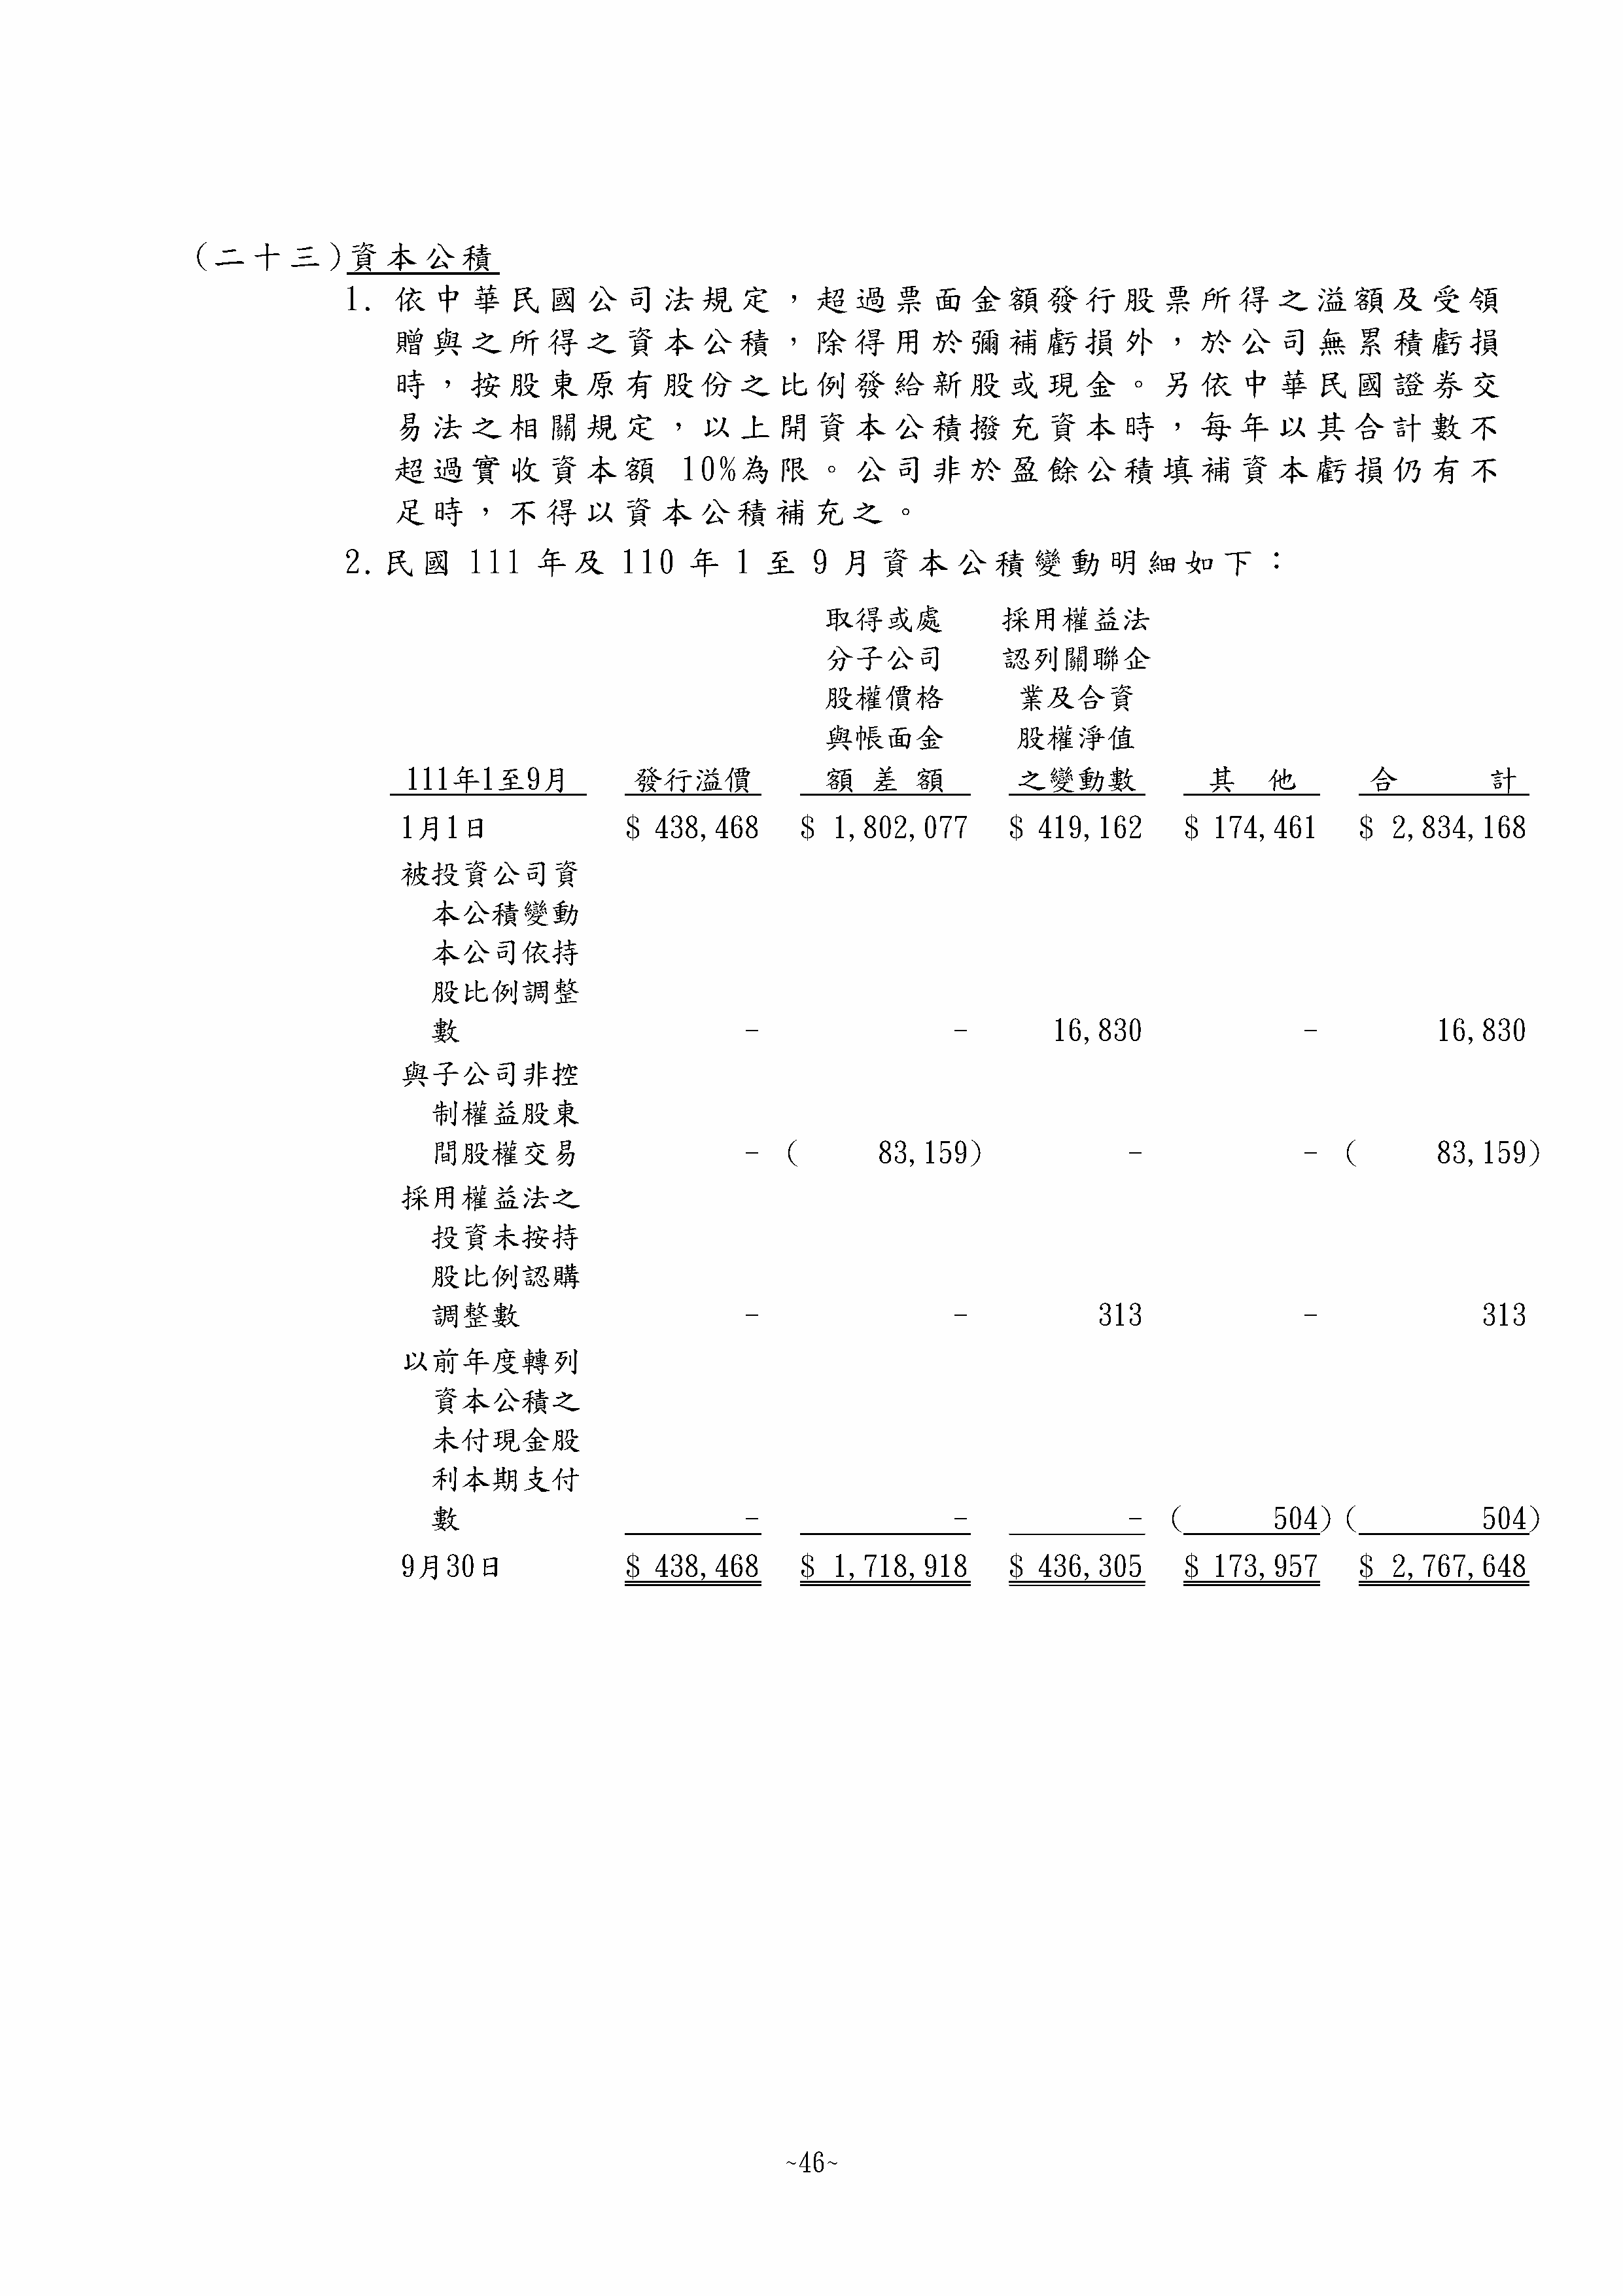 (二十三)資本公積
1. 依中華民國公司法規定，超過票面金額發行股票所得之溢額及受領
贈與之所得之資本公積，除得用於彌補虧損外，於公司無累積虧損
時，按股東原有股份之比例發給新股或現金。另依中華民國證券交
易法之相關規定，以上開資本公積撥充資本時，每年以其合計數不
超過實收資本額 10%為限。公司非於盈餘公積填補資本虧損仍有不
足時，不得以資本公積補充之。
2.民國 111 年及 110 年 1 至 9 月資本公積變動明細如下：
取得或處 採用權益法
分子公司 認列關聯企
股權價格 業及合資
與帳面金 股權淨值
111年1至9月 發行溢價 額 差 額 之變動數 其 他 合 計
1月1日 $ 438,468 $ 1,802,077 $ 419,162 $ 174,461 $ 2,834,168
被投資公司資
本公積變動
本公司依持
股比例調整
數 - - 16,830 - 16,830
與子公司非控
制權益股東
間股權交易 - ( 83,159) - - ( 83,159)
採用權益法之
投資未按持
股比例認購
調整數 - - 313 - 313
以前年度轉列
資本公積之
未付現金股
利本期支付
數 - - - ( 504) ( 504)
9月30日 $ 438,468 $ 1,718,918 $ 436,305 $ 173,957 $ 2,767,648
~46~